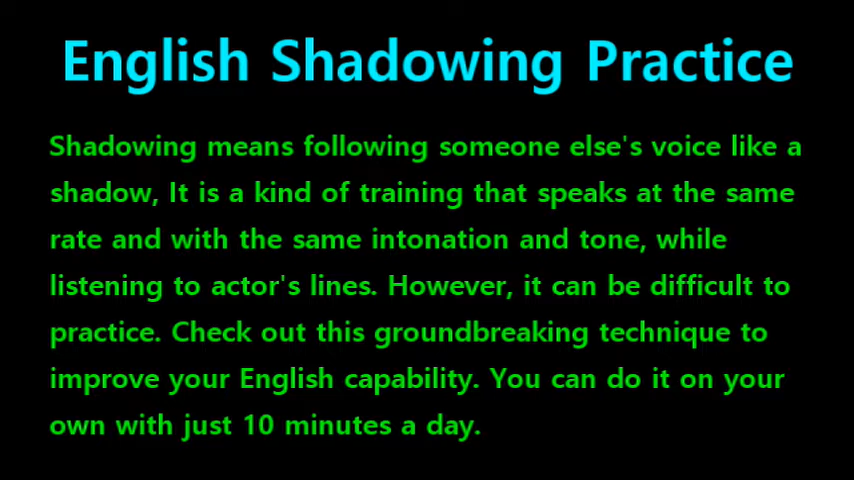 English Shadowing Practice
Shadowing means following someone else's voice like a
shadow, It is a kind of training that speaks at the same
rate and with the same intonation and tone, while
listening to actor's lines. However, it can be difficult to
practice. Check out this groundbreaking technique to
improve your English capability. You can do it on your
own with just 10 minutes a day.